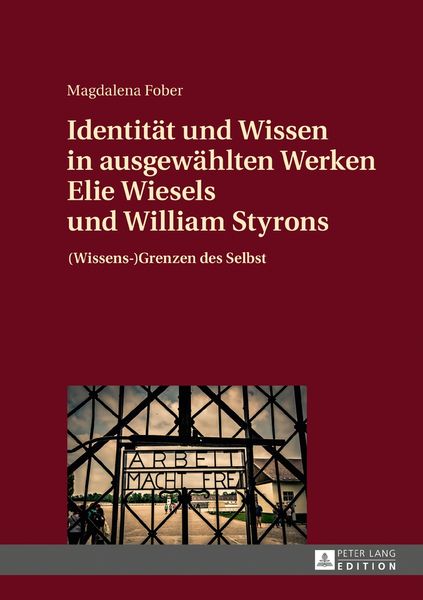 Magdalena Fober
Identität und Wissen
in ausgewählten Werken
Elie Wiesels
und William Styrons
(Wissens-)Grenzen des Selbst
ARBEIT
MACHT FREI
PETER LANG
EDITION